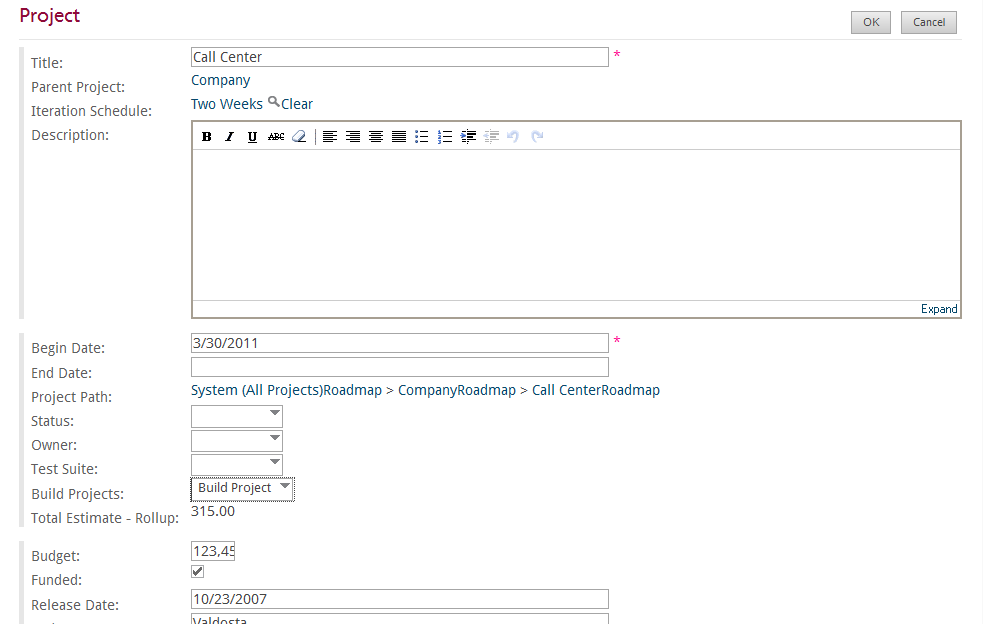 Project
OK Cancel
Title: Call Center *
Parent Project: Company
Iteration Schedule: Two Weeks Clear
Description:
B I U ABC
Expand
Begin Date: 3/30/2011 *
End Date:
Project Path: System (All Projects)Roadmap > CompanyRoadmap > Call CenterRoadmap
Status:
Owner:
Test Suite:
Build Projects: Build Project
Total Estimate - Rollup: 315.00
Budget: 123,45
Funded:
Release Date: 10/23/2007
Valdosta